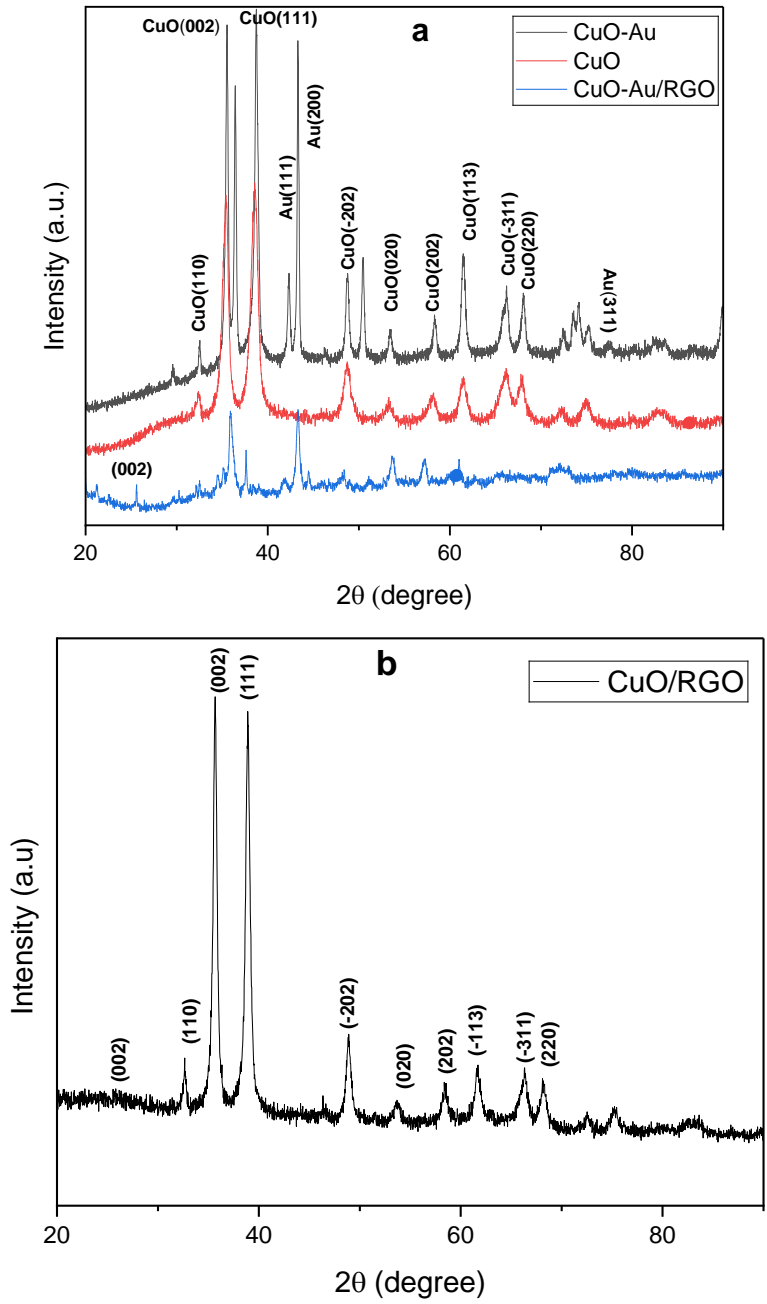 a
CuO-Au
CuO
CuO-Au/RGO
CuO(002)
CuO(111)
Au(111)
Au(200)
CuO(110)
CuO(-202)
CuO(020)
CuO(202)
CuO(113)
CuO(-311)
CuO(220)
Au(311)
(002)
Intensity (a.u.)
20
40
60
80
2θ (degree)
b
CuO/RGO
(002)
(111)
(002)
(110)
(-202)
(020)
(202)
(-113)
(-311)
(220)
Intensity (a.u)
20
40
60
80
2θ (degree)